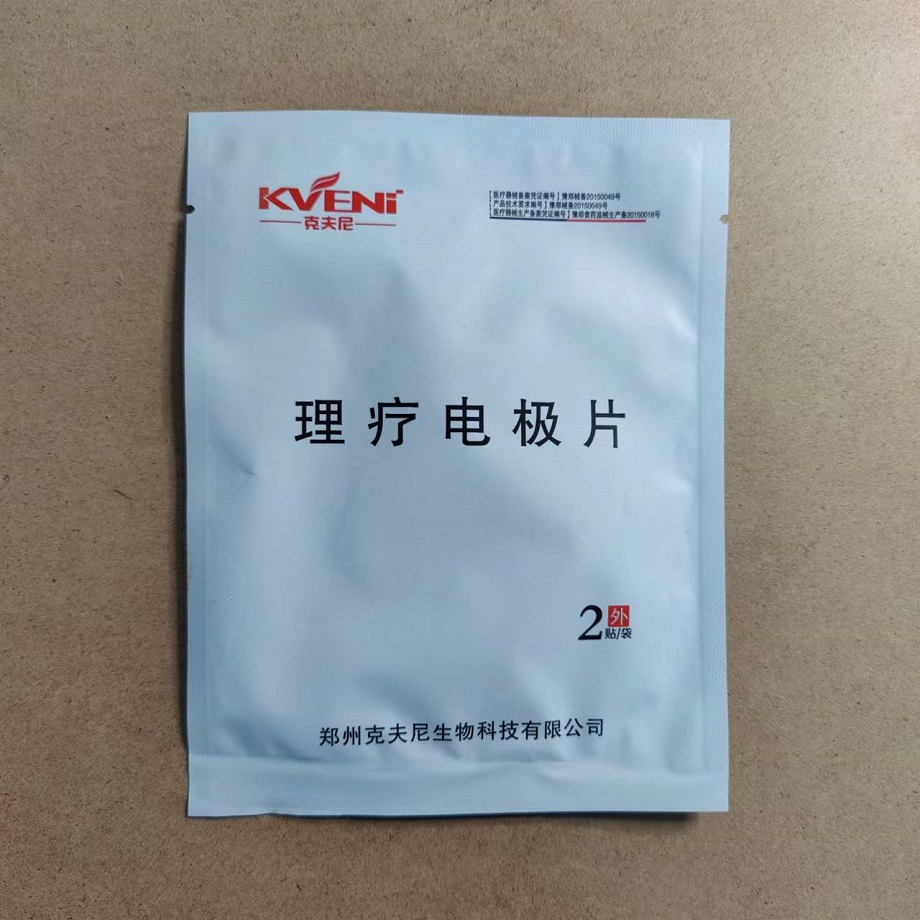 KVENI
克夫尼
【医疗器械备案凭证编号】豫郑械备20150049号
【产品技术要求编号】豫郑械备20150049号
【医疗器械生产备案凭证编号】豫郑食药监械生产备20150018号
理疗电极片
2
外
贴/袋
郑州克夫尼生物科技有限公司